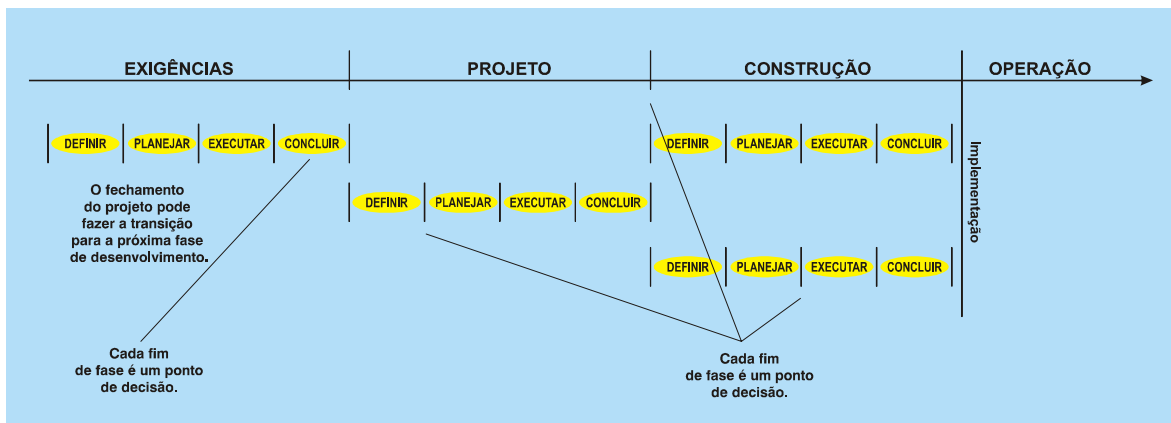 EXIGÊNCIAS PROJETO CONSTRUÇÃO OPERAÇÃO
DEFINIR PLANEJAR EXECUTAR CONCLUIR
DEFINIR PLANEJAR EXECUTAR CONCLUIR
O fechamento
do projeto pode
fazer a transição
para a próxima fase
de desenvolvimento.
DEFINIR PLANEJAR EXECUTAR CONCLUIR
DEFINIR PLANEJAR EXECUTAR CONCLUIR
Implementação
Cada fim
de fase é um ponto
de decisão.
Cada fim
de fase é um ponto
de decisão.